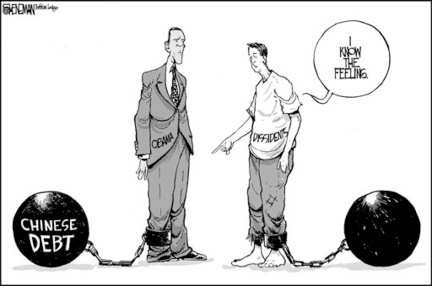 I
KNOW
THE
FEELING.
OBAMA
DISSIDENTS
CHINESE
DEBT